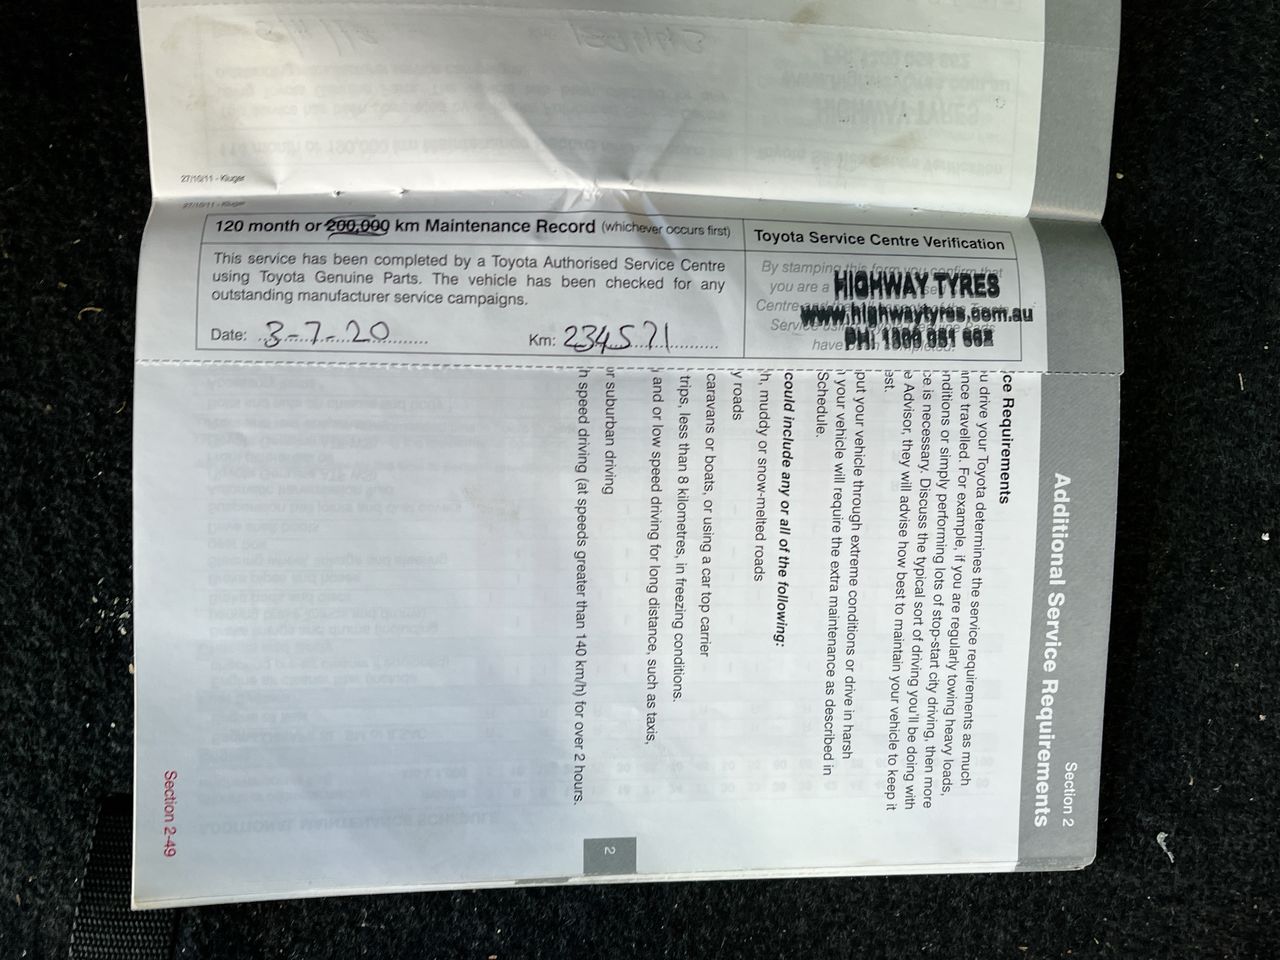 27/10/11 - Kluger
27/10/11 - Kluger
120 month or 200,000 km Maintenance Record (whichever occurs first)
This service has been completed by a Toyota Authorised Service Centre
using Toyota Genuine Parts. The vehicle has been checked for any
outstanding manufacturer service campaigns.
Date: 3-7-20
Km: 234571
Toyota Service Centre Verification
By stamping this form you confirm that
you are a
Centre
Service
have been completed.
HIGHWAY TYRES
www.highwaytyres.com.au
Section 2
Additional Service Requirements
ce Requirements
u drive your Toyota determines the service requirements as much
nce travelled. For example, if you are regularly towing heavy loads,
nditions or simply performing lots of stop-start city driving, then more
ce is necessary. Discuss the typical sort of driving you'll be doing with
e Advisor, they will advise how best to maintain your vehicle to keep it
est.
put your vehicle through extreme conditions or drive in harsh
your vehicle will require the extra maintenance as described in
Schedule.
could include any or all of the following:
h, muddy or snow-melted roads
y roads
caravans or boats, or using a car top carrier
trips, less than 8 kilometres, in freezing conditions.
and or low speed driving for long distance, such as taxis,
or suburban driving
h speed driving (at speeds greater than 140 km/h) for over 2 hours.
2
Section 2-49